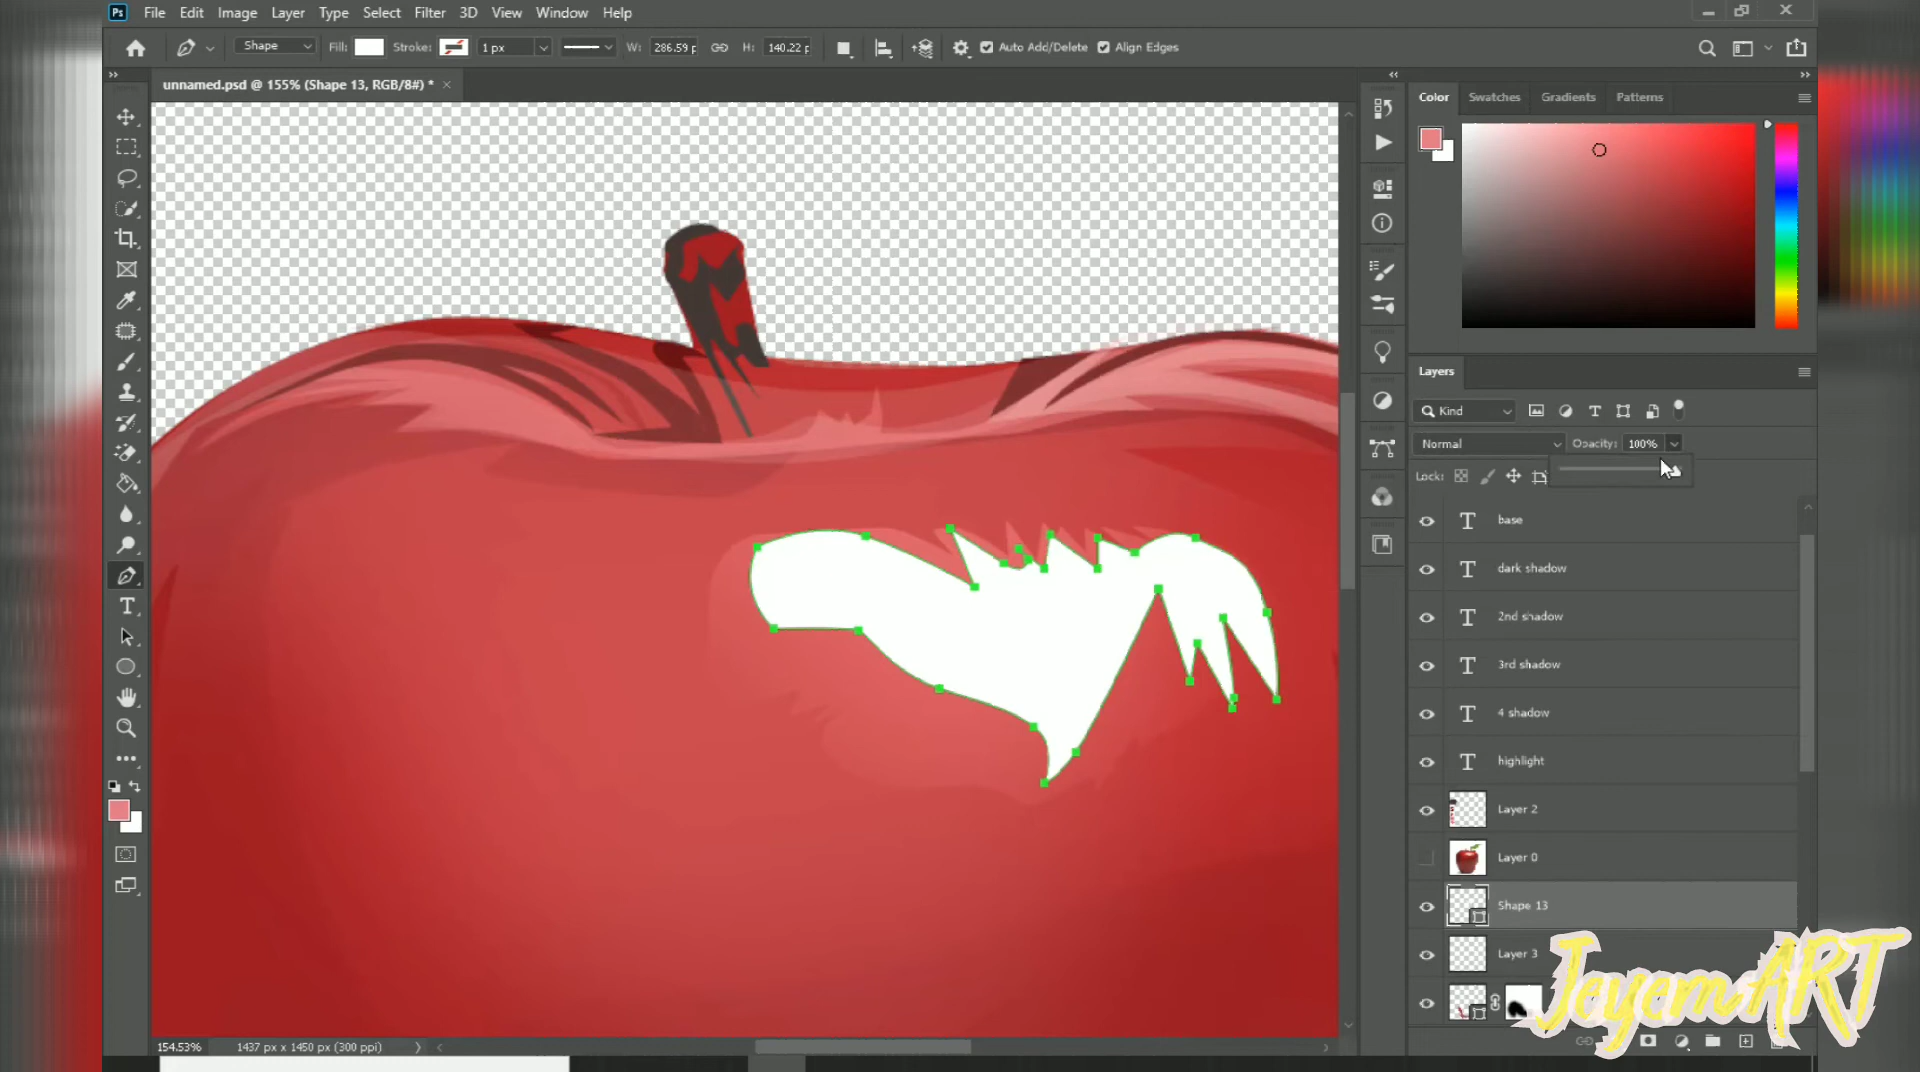 Ps File Edit Image Layer Type Select Filter 3D View Window Help
Shape Fill: Stroke: 1 px W: 286.59 p H: 140.22 p Auto Add/Delete Align Edges
unnamed.psd @ 155% (Shape 13, RGB/8#) *
Color Swatches Gradients Patterns
Layers
Kind
Normal Opacity: 100%
Lock:
base
dark shadow
2nd shadow
3rd shadow
4 shadow
highlight
Layer 2
Layer 0
Shape 13
Layer 3
JeyemART
154.53% 1437 px x 1450 px (300 ppi)